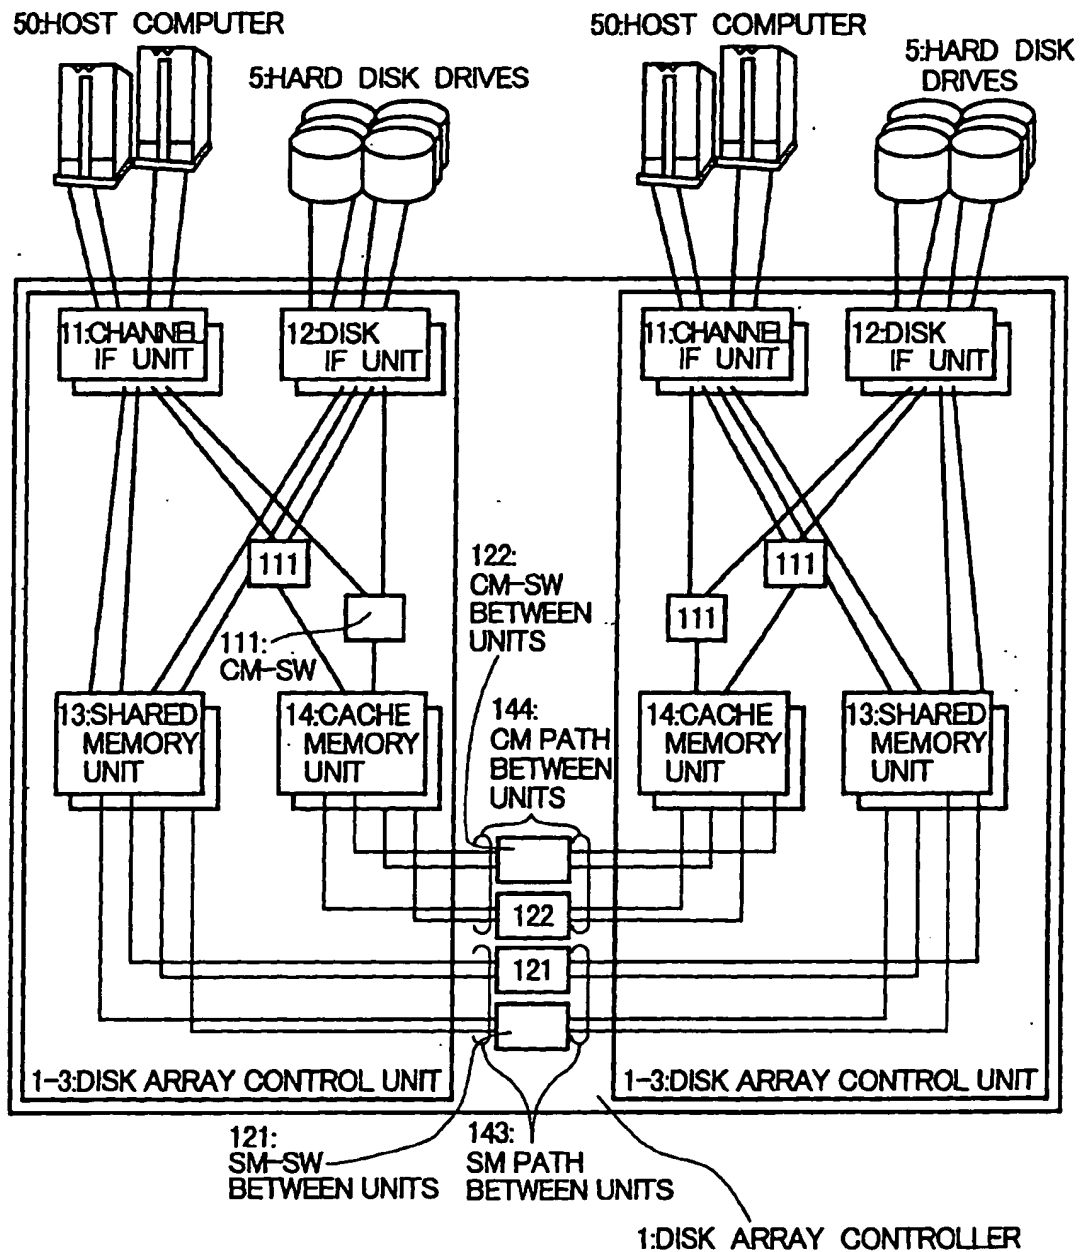 50:HOST COMPUTER
5:HARD DISK DRIVES
50:HOST COMPUTER
5:HARD DISK
DRIVES
11:CHANNEL
IF UNIT
12:DISK
IF UNIT
11:CHANNEL
IF UNIT
12:DISK
IF UNIT
111
111:
CM-SW
122:
CM-SW
BETWEEN
UNITS
111
111
13:SHARED
MEMORY
UNIT
14:CACHE
MEMORY
UNIT
144:
CM PATH
BETWEEN
UNITS
14:CACHE
MEMORY
UNIT
13:SHARED
MEMORY
UNIT
122
121
1-3:DISK ARRAY CONTROL UNIT
1-3:DISK ARRAY CONTROL UNIT
121:
SM-SW
BETWEEN UNITS
143:
SM PATH
BETWEEN UNITS
1:DISK ARRAY CONTROLLER